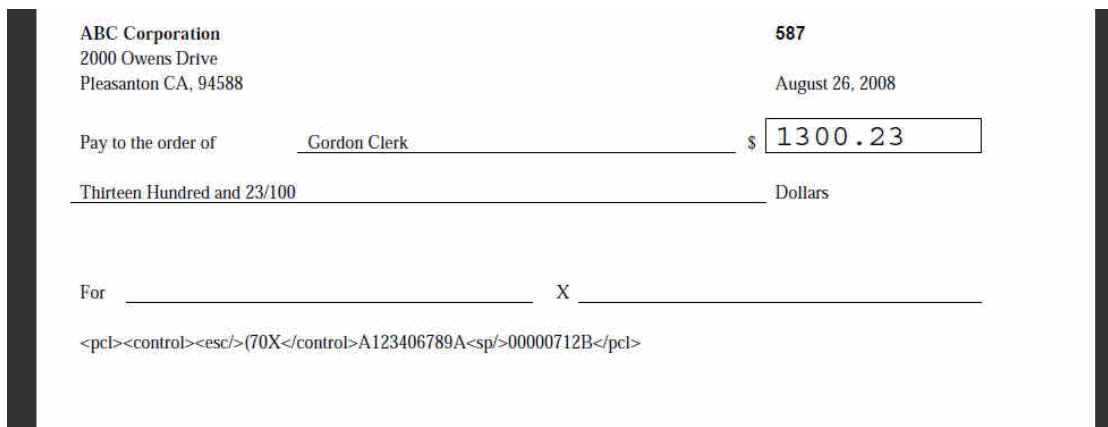 ABC Corporation 587
2000 Owens Drive
Pleasanton CA, 94588 August 26, 2008
Pay to the order of Gordon Clerk $ 1300.23
Thirteen Hundred and 23/100 Dollars
For X
<pcl><control><esc/>(70X</control>A123406789A<sp/>00000712B</pcl>